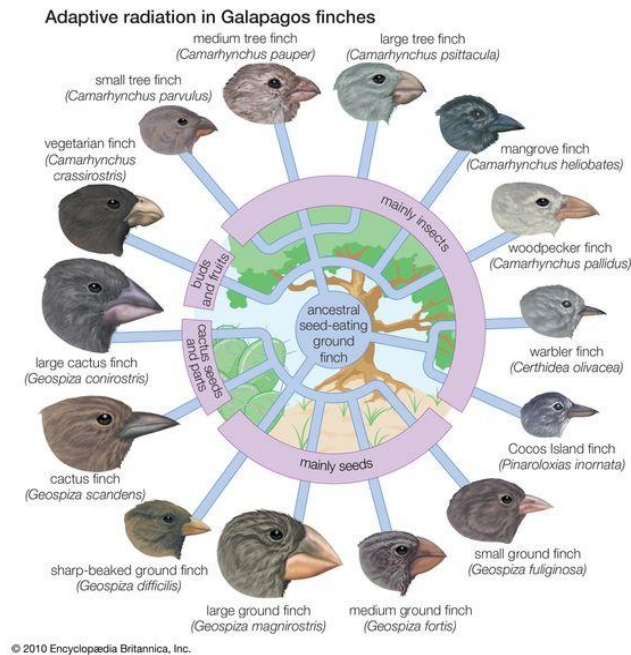 Adaptive radiation in Galapagos finches
medium tree finch
(Camarhynchus pauper)
large tree finch
(Camarhynchus psittacula)
small tree finch
(Camarhynchus parvulus)
mangrove finch
(Camarhynchus heliobates)
vegetarian finch
(Camarhynchus
crassirostris)
woodpecker finch
(Camarhynchus pallidus)
mainly insects
buds
and fruits
ancestral
seed-eating
ground
finch
cactus seeds
and parts
warbler finch
(Certhidea olivacea)
large cactus finch
(Geospiza conirostris)
Cocos Island finch
(Pinaroloxias inornata)
mainly seeds
cactus finch
(Geospiza scandens)
small ground finch
(Geospiza fuliginosa)
sharp-beaked ground finch
(Geospiza difficilis)
large ground finch
(Geospiza magnirostris)
medium ground finch
(Geospiza fortis)
© 2010 Encyclopædia Britannica, Inc.